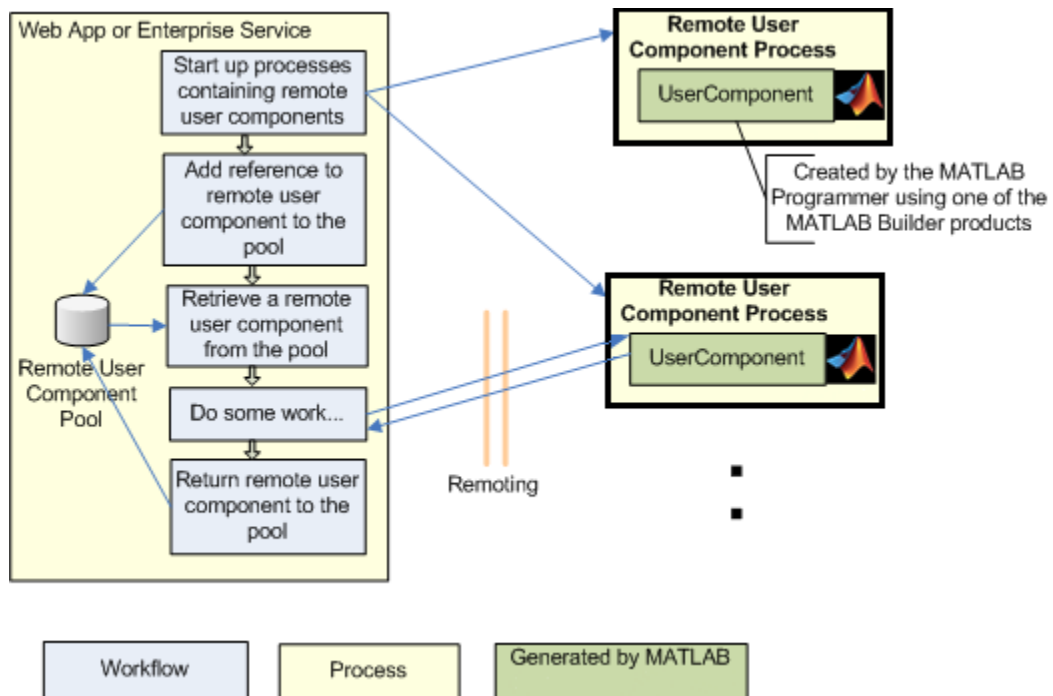 Web App or Enterprise Service
Start up processes
containing remote
user components
Add reference to
remote user
component to the
pool
Retrieve a remote
user component
from the pool
Do some work...
Return remote user
component to the
pool
Remote User
Component
Pool
Remoting
Remote User
Component Process
UserComponent
Created by the MATLAB
Programmer using one of the
MATLAB Builder products
Remote User
Component Process
UserComponent
Workflow
Process
Generated by MATLAB